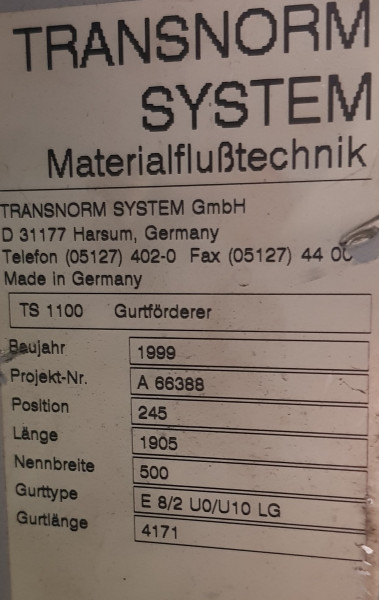 TRANSNORM
SYSTEM
Materialflußtechnik
TRANSNORM SYSTEM GmbH
D 31177 Harsum, Germany
Telefon (05127) 402-0 Fax (05127) 44 00
Made in Germany
TS 1100 Gurtförderer
Baujahr 1999
Projekt-Nr. A 66388
Position 245
Länge 1905
Nennbreite 500
Gurttype E 8/2 U0/U10 LG
Gurtlänge 4171